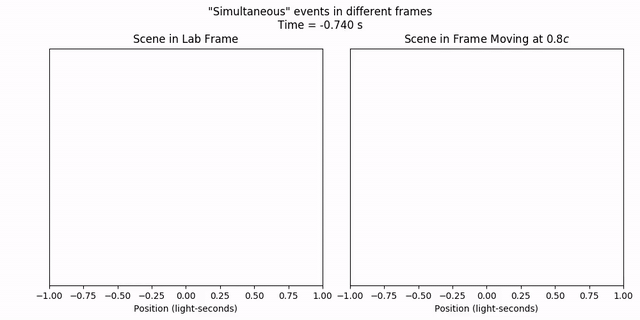 "Simultaneous" events in different frames
Time = -0.740 s
Scene in Lab Frame
−1.00 −0.75 −0.50 −0.25 0.00 0.25 0.50 0.75 1.00
Position (light-seconds)
Scene in Frame Moving at 0.8c
−1.00 −0.75 −0.50 −0.25 0.00 0.25 0.50 0.75 1.00
Position (light-seconds)